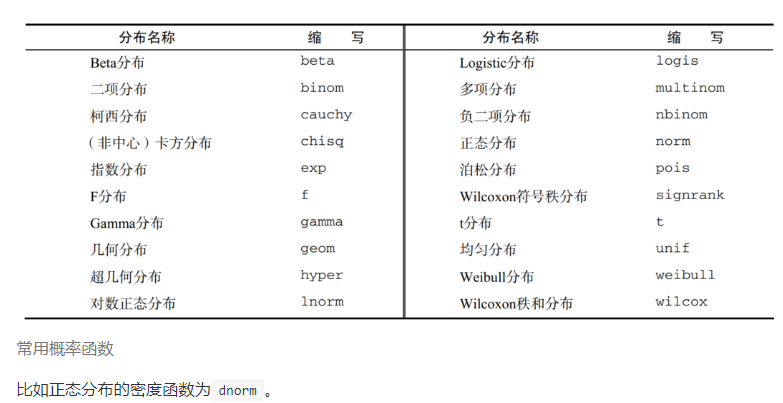 分布名称 缩 写 分布名称 缩 写
Beta分布 beta Logistic分布 logis
二项分布 binom 多项分布 multinom
柯西分布 cauchy 负二项分布 nbinom
（非中心）卡方分布 chisq 正态分布 norm
指数分布 exp 泊松分布 pois
F分布 f Wilcoxon符号秩分布 signrank
Gamma分布 gamma t分布 t
几何分布 geom 均匀分布 unif
超几何分布 hyper Weibull分布 weibull
对数正态分布 lnorm Wilcoxon秩和分布 wilcox
常用概率函数
比如正态分布的密度函数为 dnorm 。